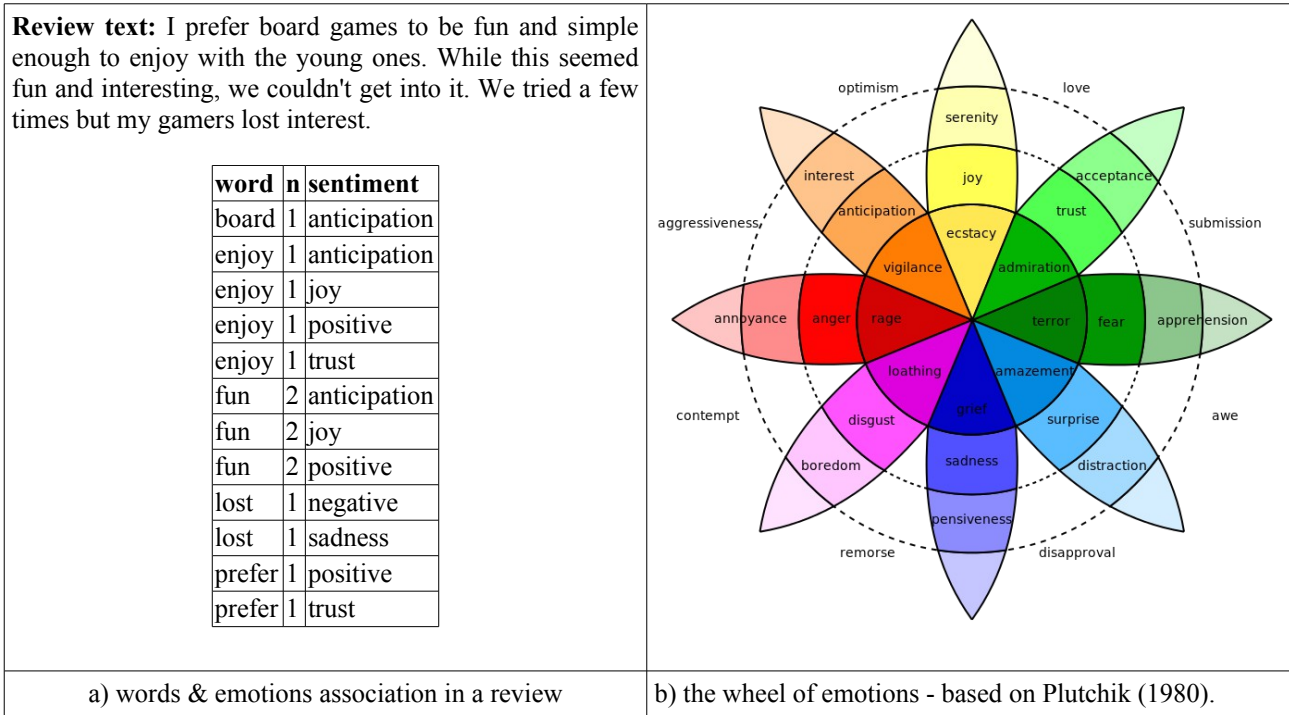 Review text: I prefer board games to be fun and simple
enough to enjoy with the young ones. While this seemed
fun and interesting, we couldn't get into it. We tried a few
times but my gamers lost interest.
word n sentiment
board 1 anticipation
enjoy 1 anticipation
enjoy 1 joy
enjoy 1 positive
enjoy 1 trust
fun 2 anticipation
fun 2 joy
fun 2 positive
lost 1 negative
lost 1 sadness
prefer 1 positive
prefer 1 trust
a) words & emotions association in a review
optimism love
serenity
interest joy acceptance
anticipation trust
aggressiveness submission
ecstacy
vigilance admiration
annoyance anger rage terror fear apprehension
loathing amazement
contempt grief awe
disgust surprise
boredom sadness distraction
pensiveness
remorse disapproval
b) the wheel of emotions - based on Plutchik (1980).